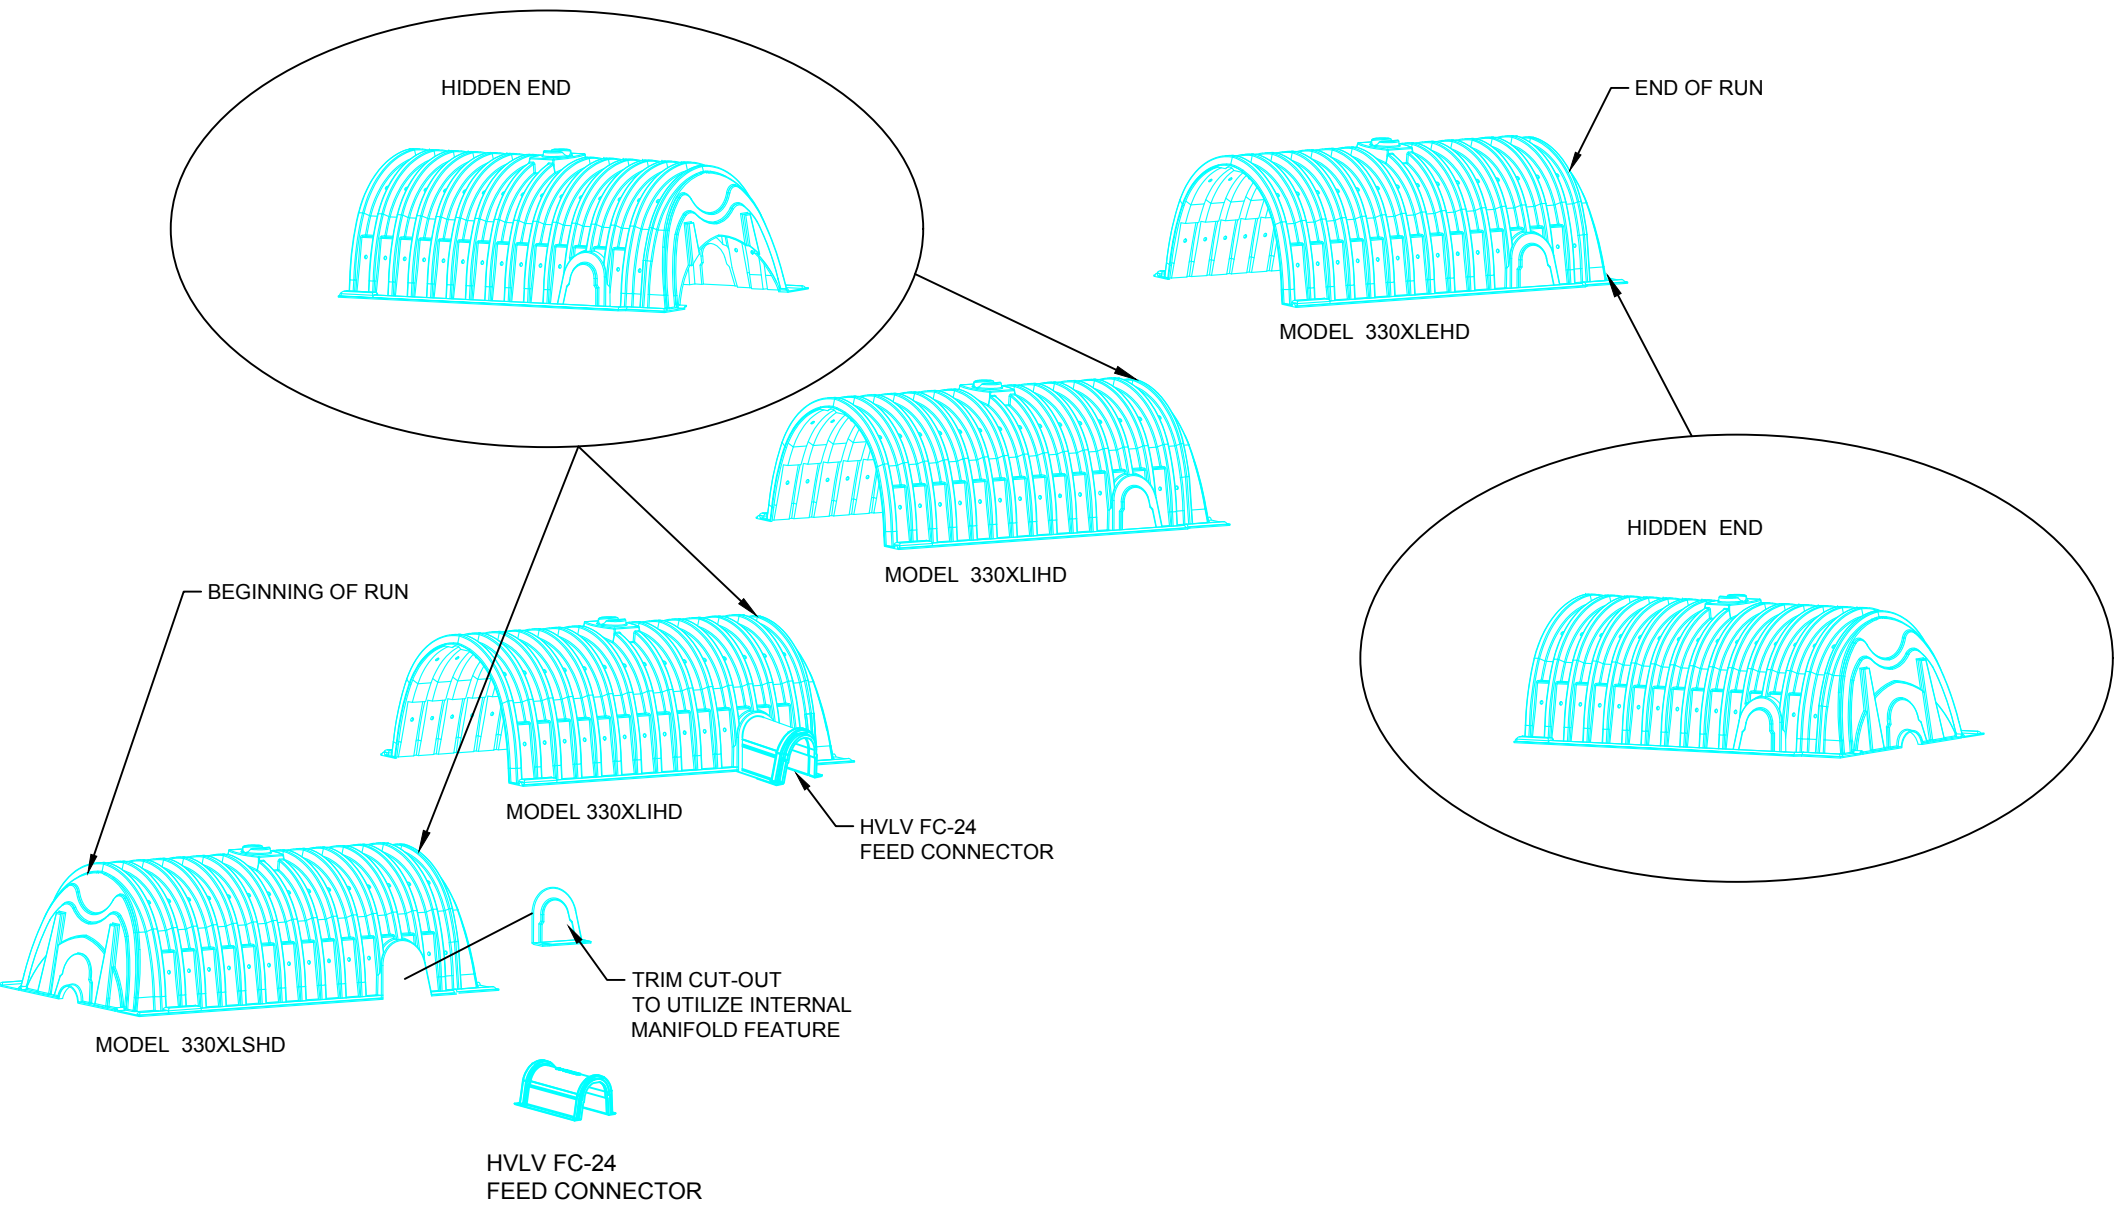 HIDDEN END
END OF RUN
MODEL 330XLEHD
HIDDEN END
MODEL 330XLIHD
BEGINNING OF RUN
MODEL 330XLIHD
HVLV FC-24
FEED CONNECTOR
TRIM CUT-OUT
TO UTILIZE INTERNAL
MANIFOLD FEATURE
MODEL 330XLSHD
HVLV FC-24
FEED CONNECTOR